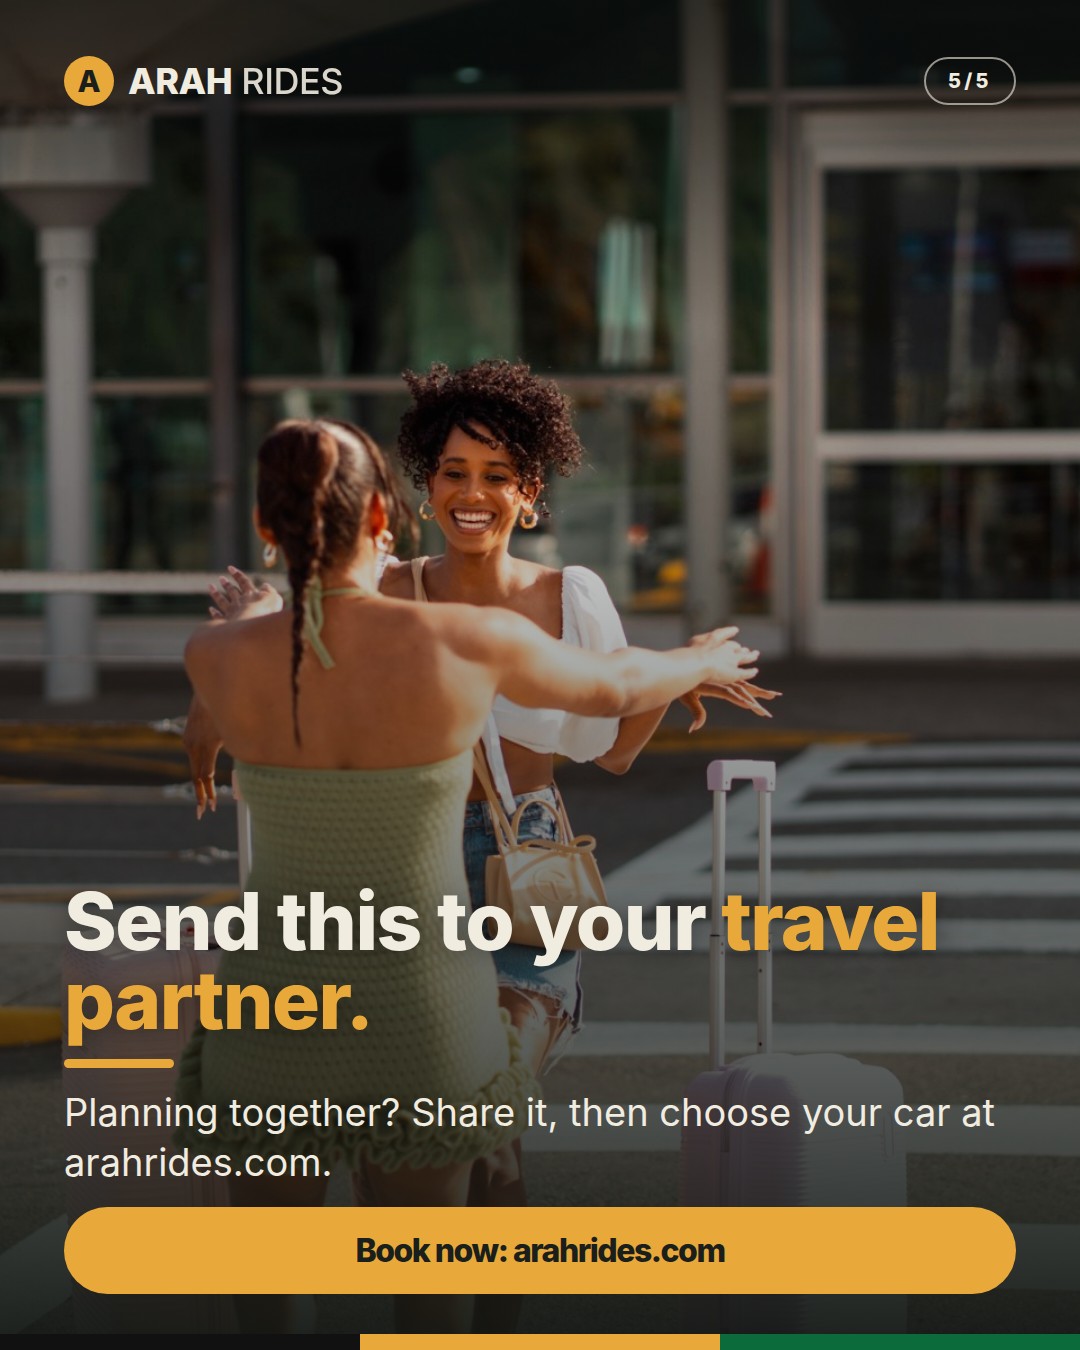 A ARAH RIDES
5/5
Send this to your travel
partner.
Planning together? Share it, then choose your car at
arahrides.com.
Book now: arahrides.com